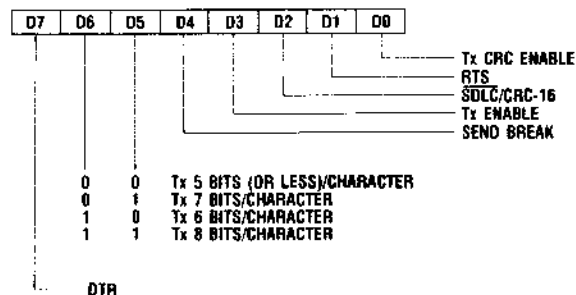 D7 D6 D5 D4 D3 D2 D1 D0
Tx CRC ENABLE
RTS
SDLC/CRC-16
Tx ENABLE
SEND BREAK
0 0 Tx 5 BITS (OR LESS)/CHARACTER
0 1 Tx 7 BITS/CHARACTER
1 0 Tx 6 BITS/CHARACTER
1 1 Tx 8 BITS/CHARACTER
DTR